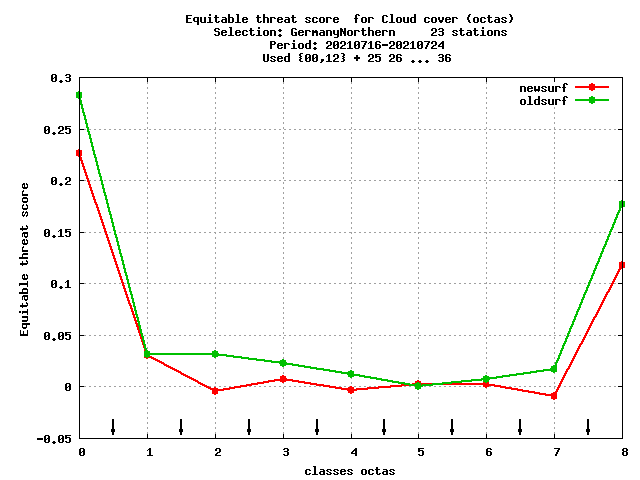 Equitable threat score  for Cloud cover (octas)
Selection: GermanyNorthern     23 stations
Period: 20210716-20210724
Used {00,12} + 25 26 ... 36
newsurf
oldsurf
0.3
0.25
0.2
0.15
0.1
0.05
0
-0.05
Equitable threat score
0 1 2 3 4 5 6 7 8
classes octas